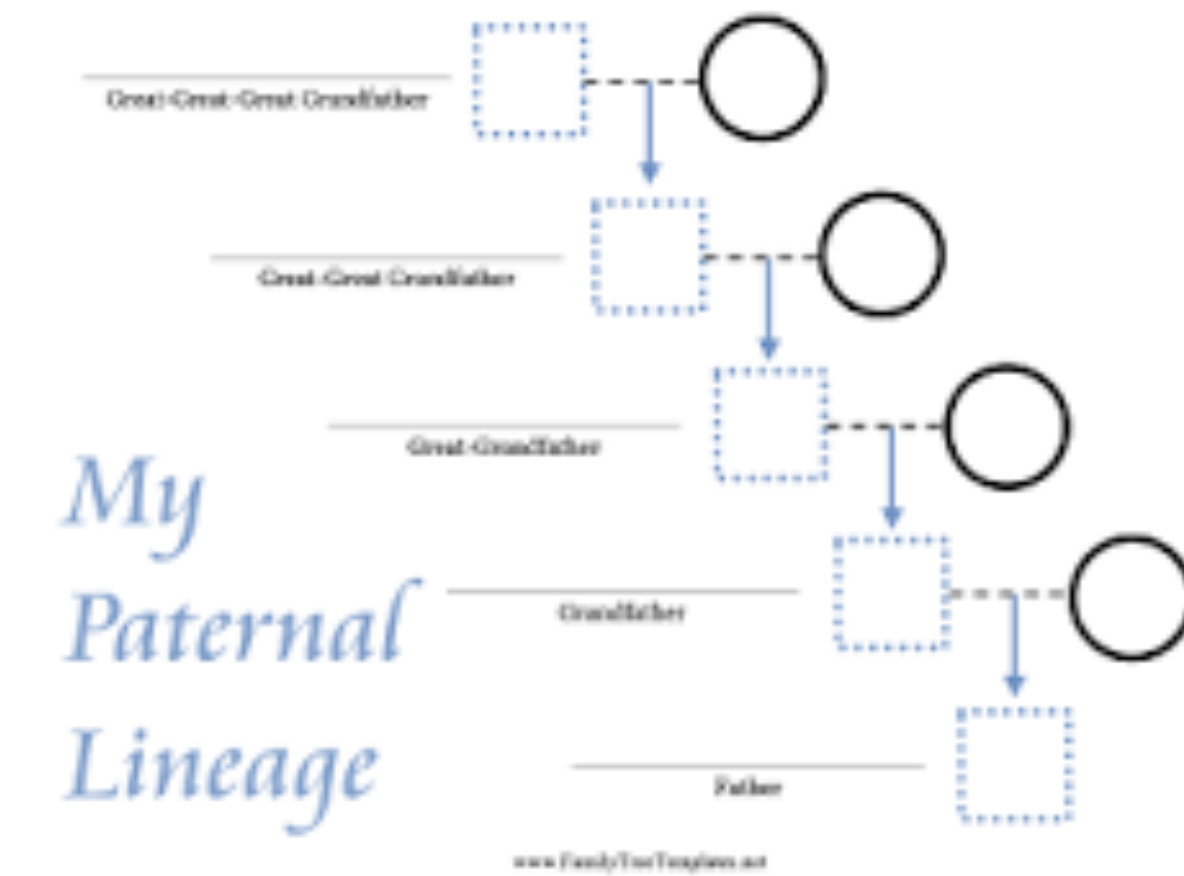 Great-Great-Great Grandfather
Great-Great Grandfather
Great-Grandfather
My
Paternal
Lineage
Grandfather
Father
www.FamilyTreeTemplates.net